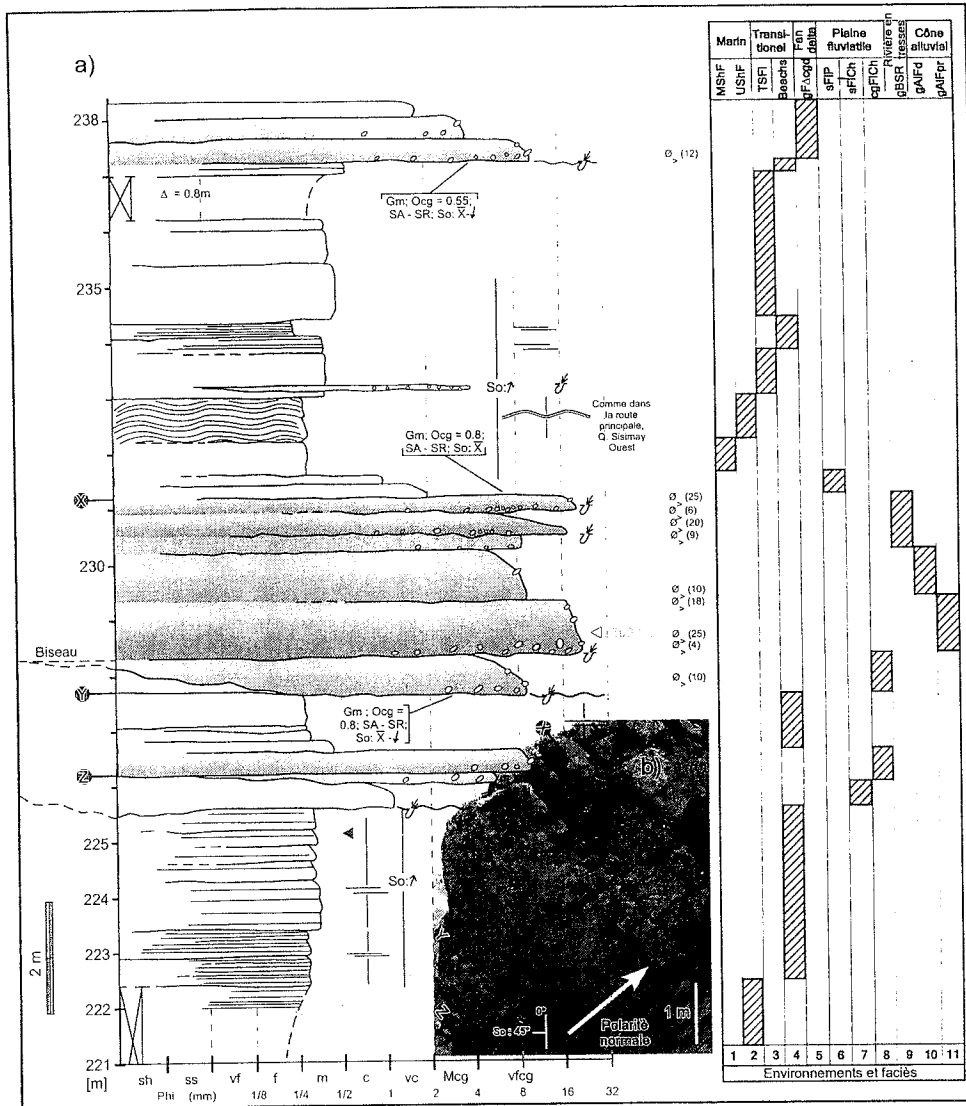 a)
Marin
Transi-
tionel
Fan
delta
Plaine
fluviatile
Rivière en
tresses
Cône
alluvial
MShF
UShF
TSFl
Beachs
gFΔcgd
sFlP
sFlCh
cgFlCh
gBSR
gAlFd
gAlFpr
238
Ø > (12)
Δ = 0.8m
Gm; Ocg = 0.55;
SA - SR; So: X̅-↓
235
So:↗
Comme dans
la route
principale,
Q. Sisimay
Ouest
Gm; Ocg = 0.8;
SA - SR; So: X̅
X
Ø > (25)
Ø > (6)
Ø > (20)
Ø > (9)
230
Ø > (10)
Ø > (18)
Ø > (25)
Ø > (4)
Biseau
Ø > (10)
Y
Gm ; Ocg =
0.8; SA - SR;
So: X̅ -↓
b)
Z
225
So:↗
224
223
2 m
222
So : 45°
0°
Polarité
normale
1 m
221
[m]
sh
ss
vf
f
m
c
vc
Mcg
vfcg
Phi (mm) 1/8 1/4 1/2 1 2 4 8 16 32
1 2 3 4 5 6 7 8 9 10 11
Environements et faciès